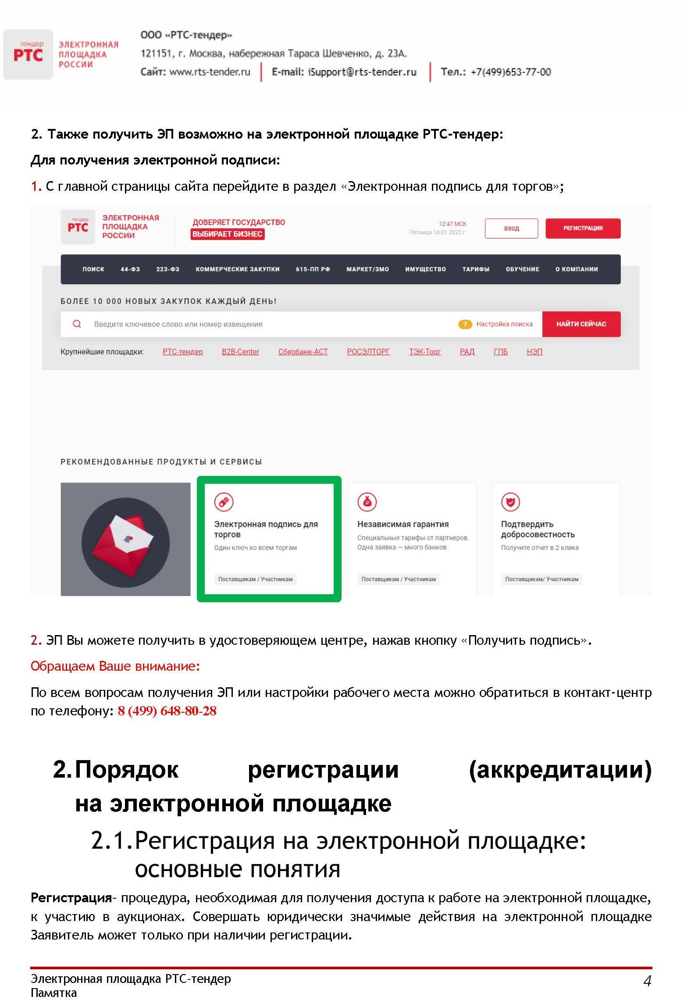 тендер
РТС
ЭЛЕКТРОННАЯ
ПЛОЩАДКА
РОССИИ
ООО «РТС-тендер»
121151, г. Москва, набережная Тараса Шевченко, д. 23А.
Сайт: www.rts-tender.ru | E-mail: iSupport@rts-tender.ru | Тел.: +7(499)653-77-00
2. Также получить ЭП возможно на электронной площадке РТС-тендер:
Для получения электронной подписи:
1. С главной страницы сайта перейдите в раздел «Электронная подпись для торгов»;
тендер
РТС
ЭЛЕКТРОННАЯ
ПЛОЩАДКА
РОССИИ
ДОВЕРЯЕТ ГОСУДАРСТВО
ВЫБИРАЕТ БИЗНЕС
12:47 МСК
Пятница 14.01.2022 г.
ВХОД
РЕГИСТРАЦИЯ
ПОИСК 44-ФЗ 223-ФЗ КОММЕРЧЕСКИЕ ЗАКУПКИ 615-ПП РФ МАРКЕТ/ЗМО ИМУЩЕСТВО ТАРИФЫ ОБУЧЕНИЕ О КОМПАНИИ
БОЛЕЕ 10 000 НОВЫХ ЗАКУПОК КАЖДЫЙ ДЕНЬ!
Введите ключевое слово или номер извещения 7 Настройка поиска НАЙТИ СЕЙЧАС
Крупнейшие площадки: РТС-тендер B2B-Center Сбербанк-АСТ РОСЭЛТОРГ ТЭК-Торг РАД ГПБ НЭП
РЕКОМЕНДОВАННЫЕ ПРОДУКТЫ И СЕРВИСЫ
Электронная подпись для
торгов
Один ключ ко всем торгам
Поставщикам / Участникам
Независимая гарантия
Специальные тарифы от партнеров.
Одна заявка — много банков
Поставщикам / Участникам
Подтвердить
добросовестность
Получите отчет в 2 клика
Поставщикам/ Участникам
2. ЭП Вы можете получить в удостоверяющем центре, нажав кнопку «Получить подпись».
Обращаем Ваше внимание:
По всем вопросам получения ЭП или настройки рабочего места можно обратиться в контакт-центр
по телефону: 8 (499) 648-80-28
2. Порядок регистрации (аккредитации)
на электронной площадке
2.1. Регистрация на электронной площадке:
основные понятия
Регистрация– процедура, необходимая для получения доступа к работе на электронной площадке,
к участию в аукционах. Совершать юридически значимые действия на электронной площадке
Заявитель может только при наличии регистрации.
Электронная площадка РТС-тендер
Памятка
4